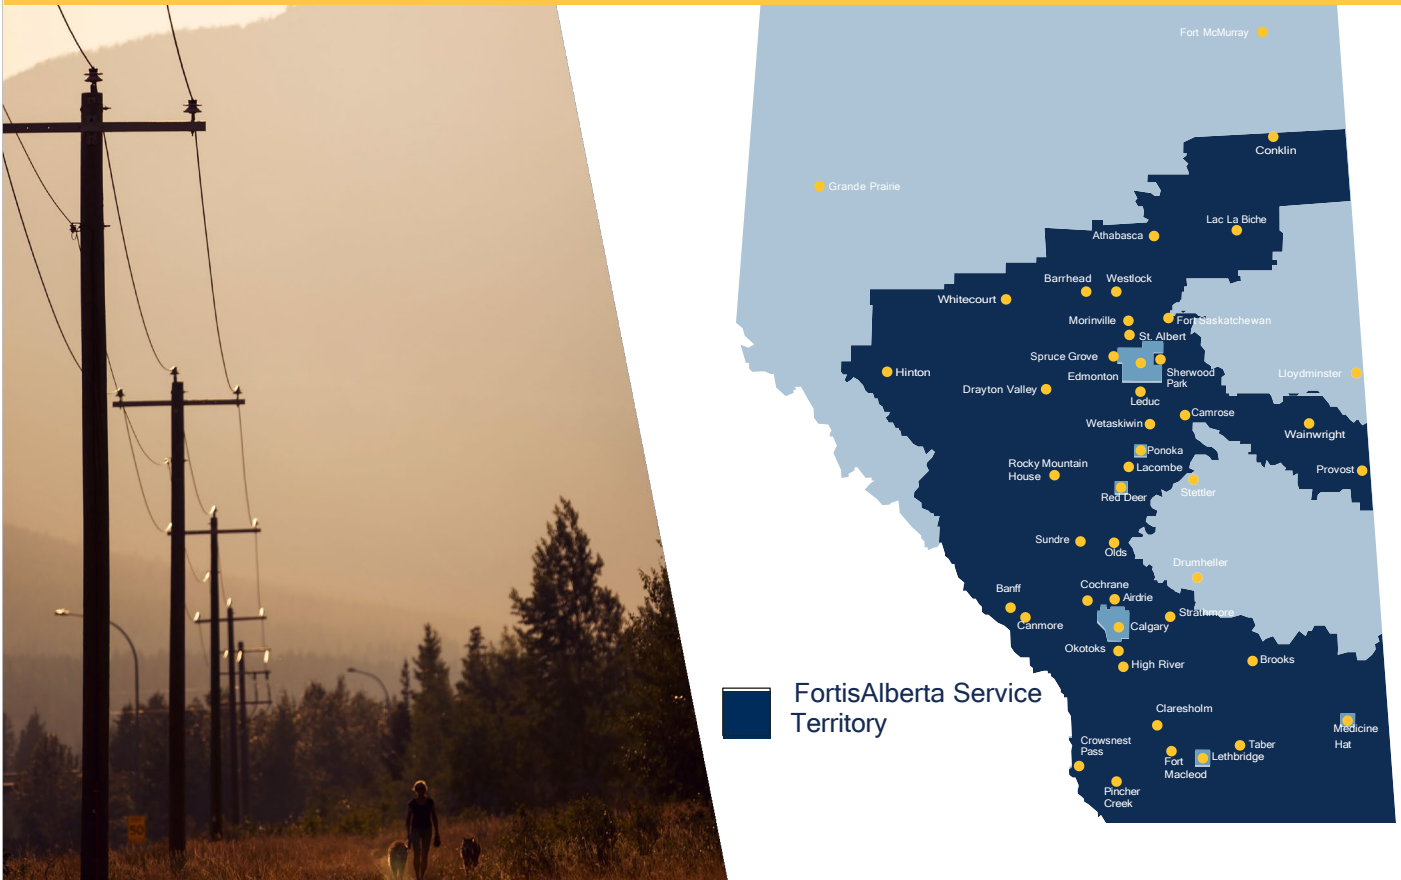 Fort McMurray
Conklin
Grande Prairie
Lac La Biche
Athabasca
Barrhead
Westlock
Whitecourt
Morinville
Fort Saskatchewan
St. Albert
Spruce Grove
Edmonton
Sherwood
Park
Hinton
Lloydminster
Drayton Valley
Leduc
Camrose
Wetaskiwin
Wainwright
Ponoka
Rocky Mountain
House
Lacombe
Provost
Red Deer
Stettler
Sundre
Olds
Drumheller
Cochrane
Banff
Airdrie
Strathmore
Canmore
Calgary
Okotoks
High River
Brooks
FortisAlberta Service
Territory
Claresholm
Medicine
Hat
Crowsnest
Pass
Taber
Lethbridge
Fort
Macleod
Pincher
Creek
50